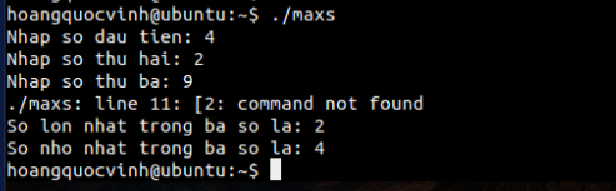 hoangquocvinh@ubuntu:~$ ./maxs
Nhap so dau tien: 4
Nhap so thu hai: 2
Nhap so thu ba: 9
./maxs: line 11: [2: command not found
So lon nhat trong ba so la: 2
So nho nhat trong ba so la: 4
hoangquocvinh@ubuntu:~$